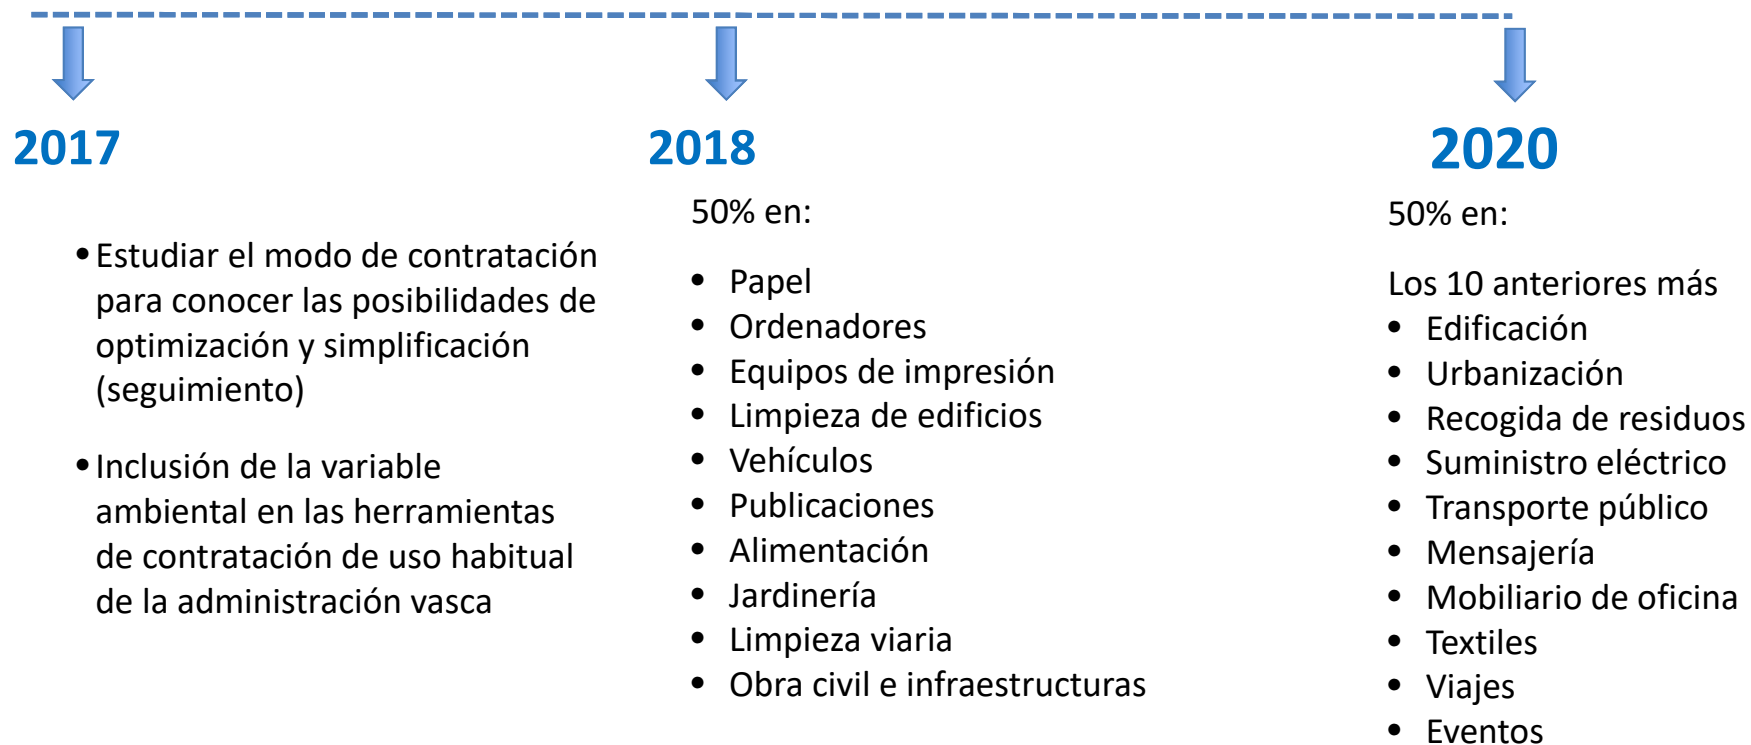 2017
• Estudiar el modo de contratación
para conocer las posibilidades de
optimización y simplificación
(seguimiento)
• Inclusión de la variable
ambiental en las herramientas
de contratación de uso habitual
de la administración vasca
2018
50% en:
• Papel
• Ordenadores
• Equipos de impresión
• Limpieza de edificios
• Vehículos
• Publicaciones
• Alimentación
• Jardinería
• Limpieza viaria
• Obra civil e infraestructuras
2020
50% en:
Los 10 anteriores más
• Edificación
• Urbanización
• Recogida de residuos
• Suministro eléctrico
• Transporte público
• Mensajería
• Mobiliario de oficina
• Textiles
• Viajes
• Eventos